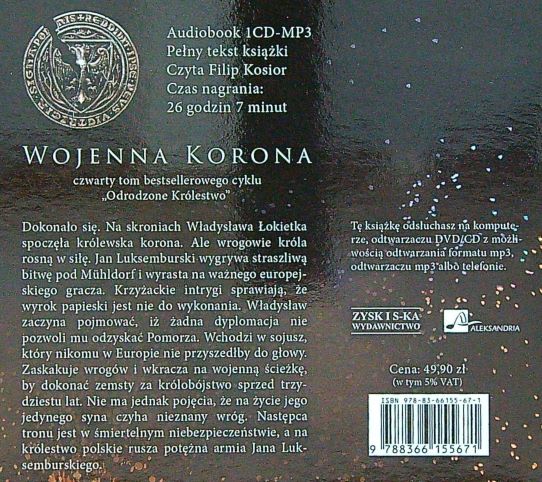 Audiobook 1CD-MP3
Pełny tekst książki
Czyta Filip Kosior
Czas nagrania:
26 godzin 7 minut
WOJENNA KORONA
czwarty tom bestsellerowego cyklu
„Odrodzone Królestwo”
Dokonało się. Na skroniach Władysława Łokietka
spoczęła królewska korona. Ale wrogowie króla
rosną w siłę. Jan Luksemburski wygrywa straszliwą
bitwę pod Mühldorf i wyrasta na ważnego europej-
skiego gracza. Krzyżackie intrygi sprawiają, że
wyrok papieski jest nie do wykonania. Władysław
zaczyna pojmować, iż żadna dyplomacja nie
pozwoli mu odzyskać Pomorza. Wchodzi w sojusz,
który nikomu w Europie nie przyszedłby do głowy.
Zaskakuje wrogów i wkracza na wojenną ścieżkę,
by dokonać zemsty za królobójstwo sprzed trzy-
dziestu lat. Nie ma jednak pojęcia, że na życie jego
jedynego syna czyha nieznany wróg. Następca
tronu jest w śmiertelnym niebezpieczeństwie, a na
królestwo polskie rusza potężna armia Jana Luk-
semburskiego.
Tę książkę odsłuchasz na kompute-
rze, odtwarzaczu DVD/CD z możli-
wością odtwarzania formatu mp3,
odtwarzaczu mp3 albo telefonie.
ZYSK I S-KA
WYDAWNICTWO
ALEKSANDRIA
Cena: 49,90 zł
(w tym 5% VAT)
ISBN 978-83-66155-67-1
9 788366 155671